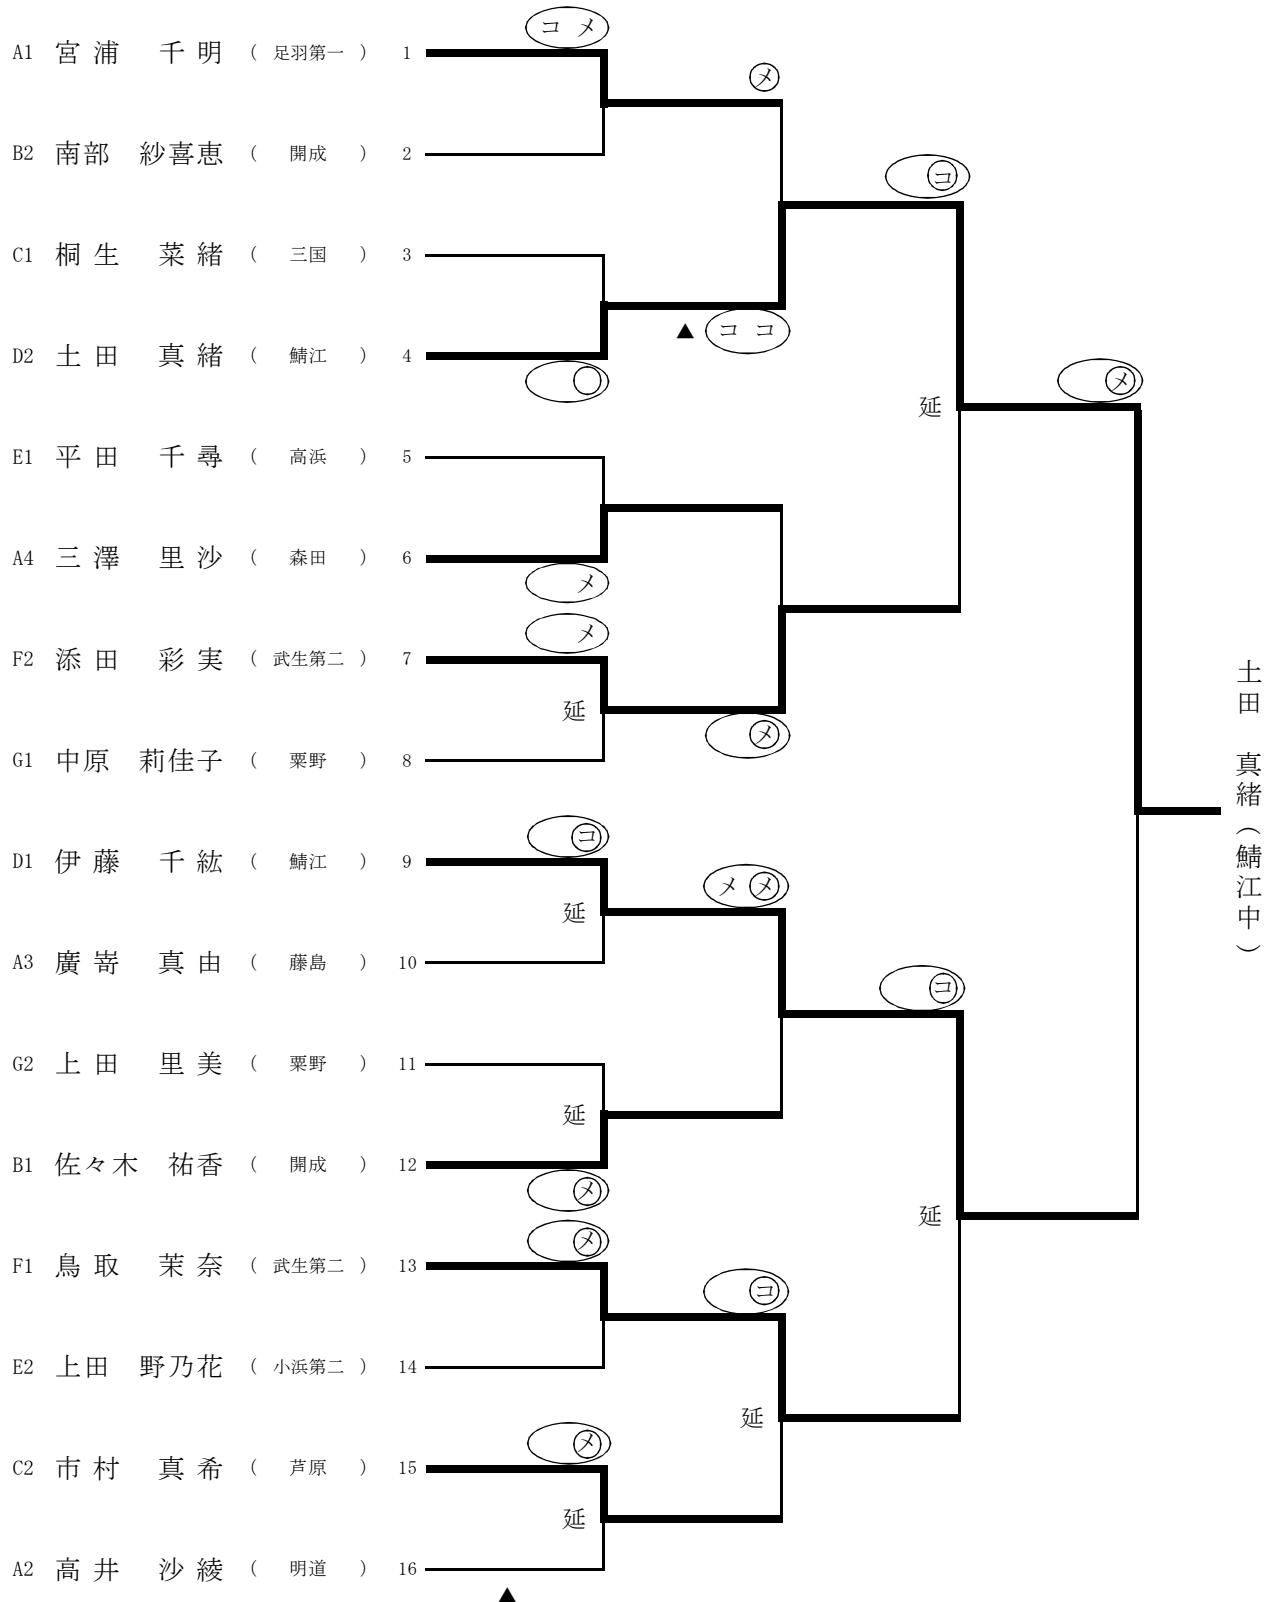 コ メ
A1 宮浦 千明 ( 足羽第一 ) 1
メ
B2 南部 紗喜恵 ( 開成 ) 2
コ
C1 桐生 菜緒 ( 三国 ) 3
▲ コ コ
D2 土田 真緒 ( 鯖江 ) 4
メ
延
E1 平田 千尋 ( 高浜 ) 5
A4 三澤 里沙 ( 森田 ) 6
メ
メ
F2 添田 彩実 ( 武生第二 ) 7
延
メ
G1 中原 莉佳子 ( 粟野 ) 8
土田 真緒(鯖江中)
コ
D1 伊藤 千紘 ( 鯖江 ) 9
メ メ
延
A3 廣嵜 真由 ( 藤島 ) 10
コ
G2 上田 里美 ( 粟野 ) 11
延
B1 佐々木 祐香 ( 開成 ) 12
メ
延
メ
F1 鳥取 茉奈 ( 武生第二 ) 13
コ
E2 上田 野乃花 ( 小浜第二 ) 14
延
メ
C2 市村 真希 ( 芦原 ) 15
延
A2 高井 沙綾 ( 明道 ) 16
▲